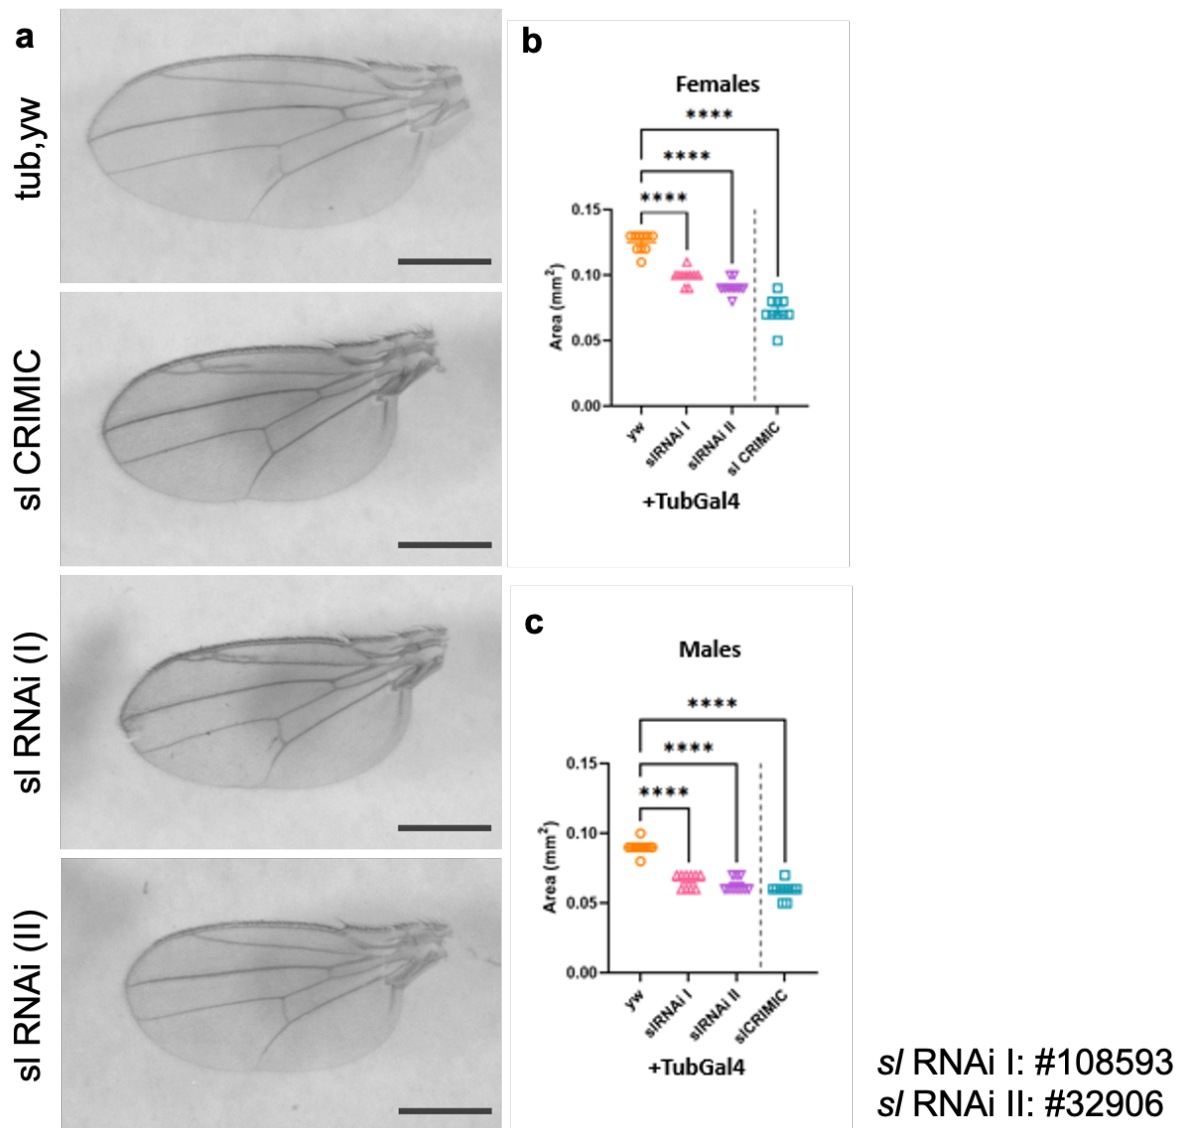 a
tub,yw
sl CRIMIC
sl RNAi (I)
sl RNAi (II)
b
Females
****
****
****
0.15
0.10
0.05
0.00
Area (mm²)
yw
slRNAi I
slRNAi II
sl CRIMIC
+TubGal4
c
Males
****
****
****
0.15
0.10
0.05
0.00
Area (mm²)
yw
slRNAi I
slRNAi II
slCRIMIC
+TubGal4
sl RNAi I: #108593
sl RNAi II: #32906